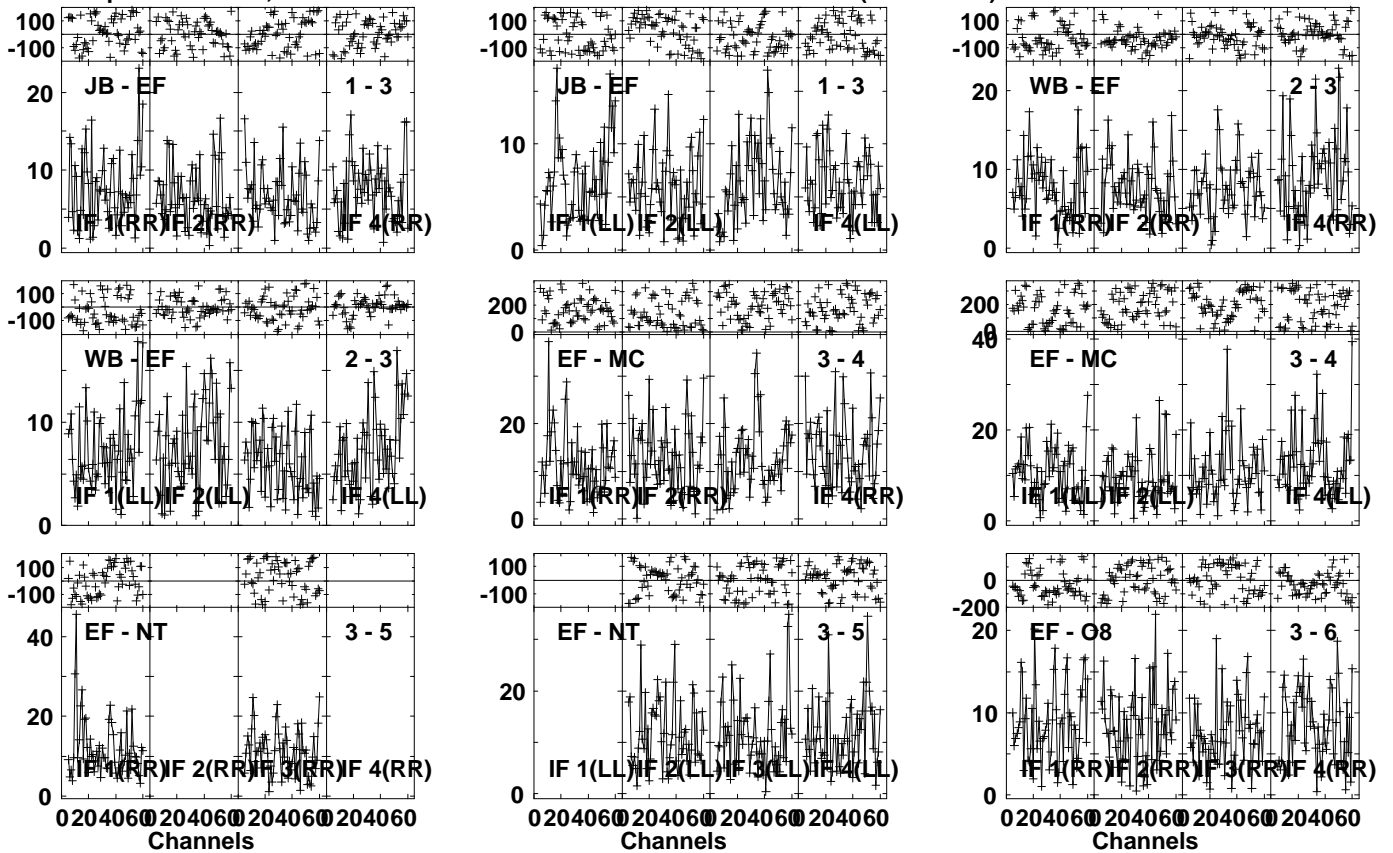 100
-100
JB - EF 1 - 3
20
10
0
IF 1(RR) IF 2(RR) IF 4(RR)
100
-100
JB - EF 1 - 3
10
0
IF 1(LL) IF 2(LL) IF 4(LL)
100
-100
WB - EF 2 - 3
20
10
0
IF 1(RR) IF 2(RR) IF 4(RR)
100
-100
WB - EF 2 - 3
10
0
IF 1(LL) IF 2(LL) IF 4(LL)
200
0
EF - MC 3 - 4
20
0
IF 1(RR) IF 2(RR) IF 4(RR)
200
0
40
EF - MC 3 - 4
20
0
IF 1(LL) IF 2(LL) IF 4(LL)
100
-100
EF - NT 3 - 5
40
20
0
IF 1(RR) IF 2(RR) IF 3(RR) IF 4(RR)
0 20 40 60 0 20 40 60 0 20 40 60 0 20 40 60
Channels
100
-100
EF - NT 3 - 5
20
0
IF 1(LL) IF 2(LL) IF 3(LL) IF 4(LL)
0 20 40 60 0 20 40 60 0 20 40 60 0 20 40 60
Channels
0
-200
EF - O8 3 - 6
20
10
0
IF 1(RR) IF 2(RR) IF 3(RR) IF 4(RR)
0 20 40 60 0 20 40 60 0 20 40 60 0 20 40 60
Channels